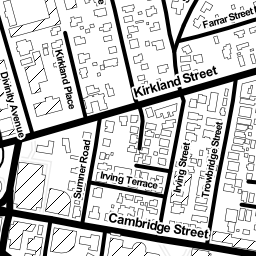 Farrar Street
Kirkland Place
Divinity Avenue
Kirkland Street
Sumner Road
Irving Street
Trowbridge Street
Irving Terrace
Cambridge Street